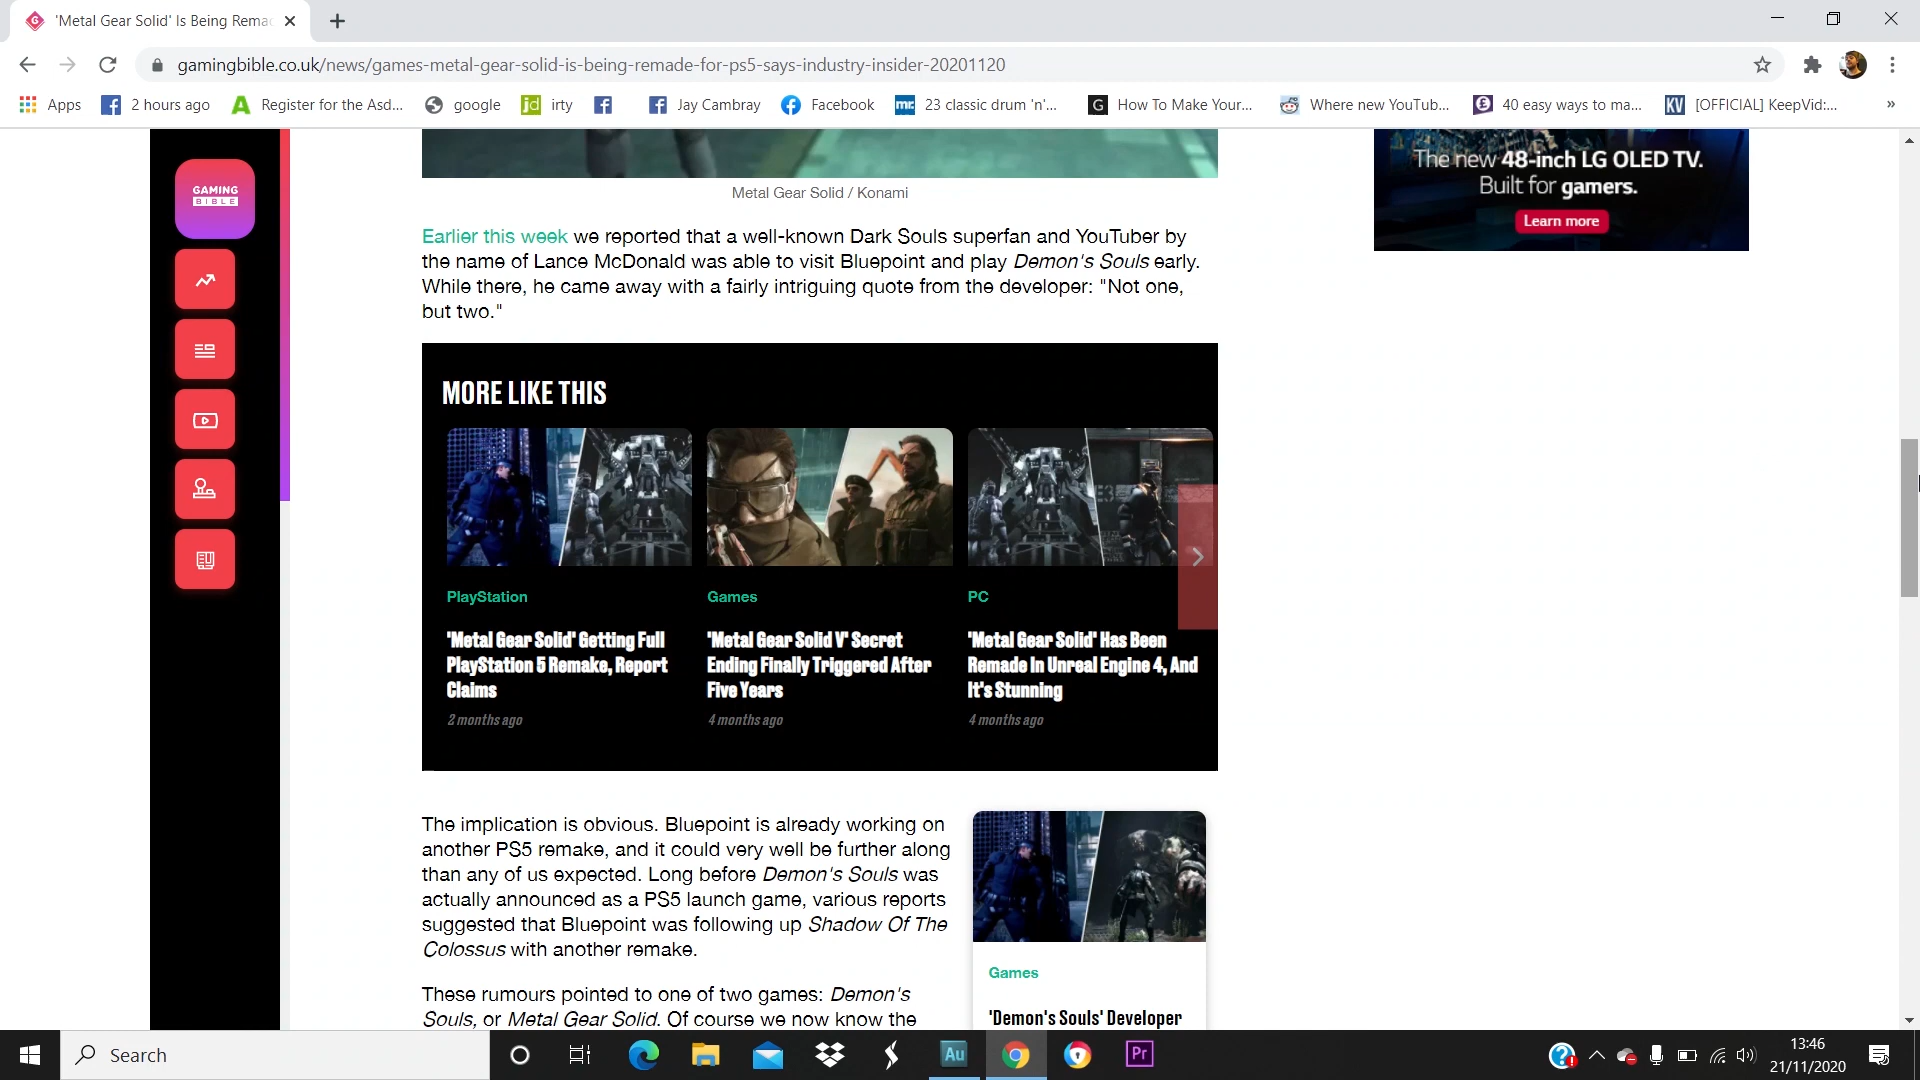 'Metal Gear Solid' Is Being Rema
gamingbible.co.uk/news/games-metal-gear-solid-is-being-remade-for-ps5-says-industry-insider-20201120
Apps 2 hours ago Register for the Asd... google irty Jay Cambray Facebook 23 classic drum 'n'... How To Make Your... Where new YouTub... 40 easy ways to ma... [OFFICIAL] KeepVid:... »
GAMING
BIBLE
The new 48-inch LG OLED TV.
Built for gamers.
Learn more
Metal Gear Solid / Konami
Earlier this week we reported that a well-known Dark Souls superfan and YouTuber by
the name of Lance McDonald was able to visit Bluepoint and play Demon's Souls early.
While there, he came away with a fairly intriguing quote from the developer: "Not one,
but two."
MORE LIKE THIS
PlayStation
'Metal Gear Solid' Getting Full
PlayStation 5 Remake, Report
Claims
2 months ago
Games
'Metal Gear Solid V' Secret
Ending Finally Triggered After
Five Years
4 months ago
PC
'Metal Gear Solid' Has Been
Remade In Unreal Engine 4, And
It's Stunning
4 months ago
The implication is obvious. Bluepoint is already working on
another PS5 remake, and it could very well be further along
than any of us expected. Long before Demon's Souls was
actually announced as a PS5 launch game, various reports
suggested that Bluepoint was following up Shadow Of The
Colossus with another remake.
These rumours pointed to one of two games: Demon's
Souls, or Metal Gear Solid. Of course we now know the
Games
'Demon's Souls' Developer
Search
Au
Pr
13:46
21/11/2020